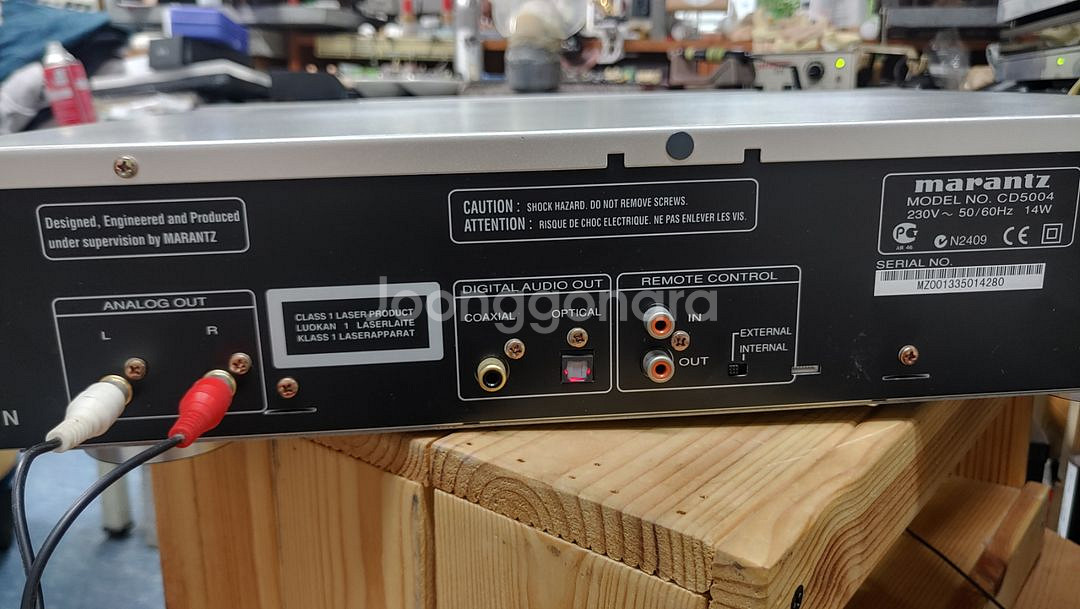 Designed, Engineered and Produced
under supervision by MARANTZ
CAUTION : SHOCK HAZARD. DO NOT REMOVE SCREWS.
ATTENTION : RISQUE DE CHOC ELECTRIQUE. NE PAS ENLEVER LES VIS.
marantz
MODEL NO. CD5004
230V~ 50/60Hz 14W
N2409
CE
SERIAL NO.
MZ001335014280
ANALOG OUT
L
R
CLASS 1 LASER PRODUCT
LUOKAN 1 LASERLAITE
KLASS 1 LASERAPPARAT
DIGITAL AUDIO OUT
COAXIAL
OPTICAL
REMOTE CONTROL
IN
OUT
EXTERNAL
INTERNAL
N
Joonggonara